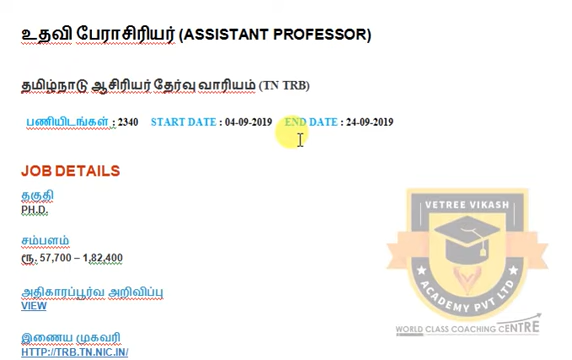 உதவி பேராசிரியர் (ASSISTANT PROFESSOR)
தமிழ்நாடு ஆசிரியர் தேர்வு வாரியம் (TN TRB)
பணியிடங்கள் : 2340 START DATE : 04-09-2019 END DATE : 24-09-2019
JOB DETAILS
தகுதி
PH.D.
சம்பளம்
ரூ. 57,700 – 1,82,400
அதிகாரப்பூர்வ அறிவிப்பு
VIEW
இணைய முகவரி
HTTP://TRB.TN.NIC.IN/
VETREE VIKASH
ACADEMY PVT LTD
WORLD CLASS COACHING CENTRE